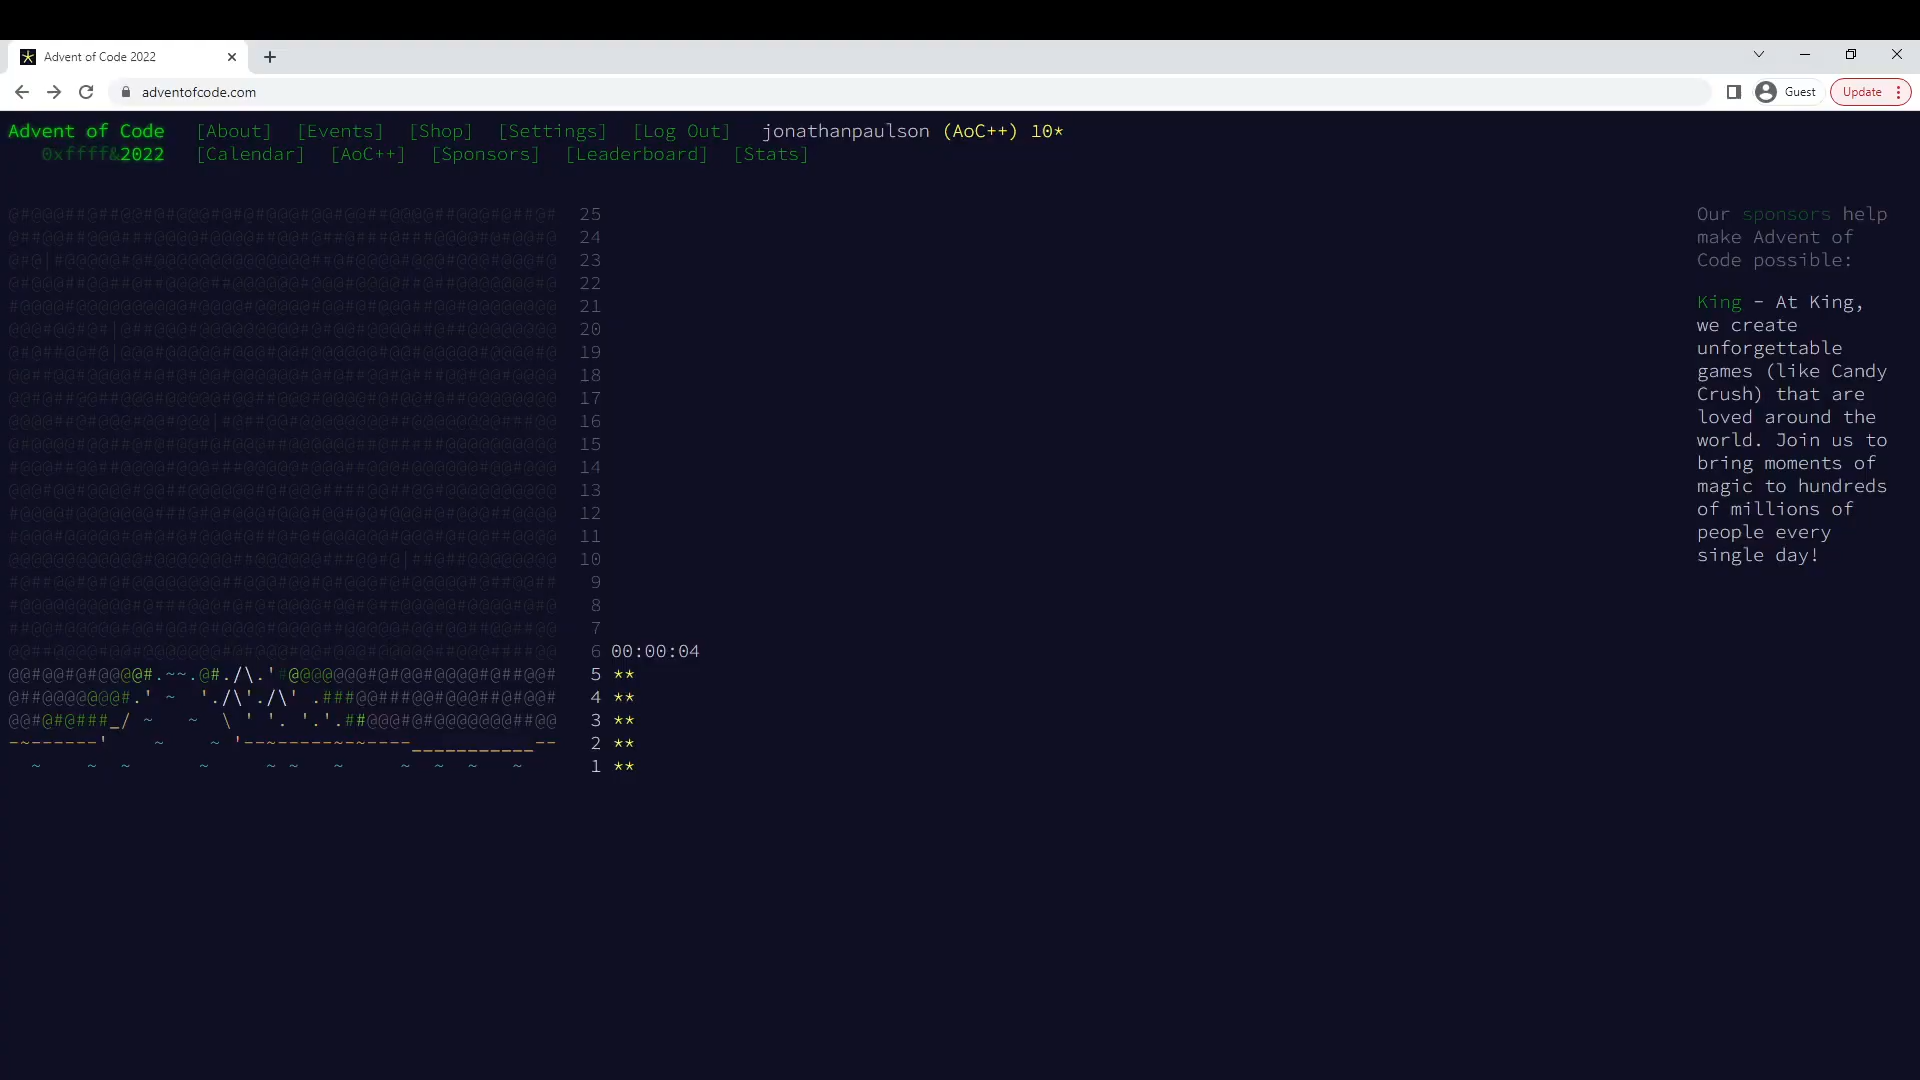 Advent of Code 2022
adventofcode.com
Guest
Update
Advent of Code [About] [Events] [Shop] [Settings] [Log Out] jonathanpaulson (AoC++) 10*
0xffff&2022 [Calendar] [AoC++] [Sponsors] [Leaderboard] [Stats]
25
24
23
22
21
20
19
18
17
16
15
14
13
12
11
10
9
8
7
6 00:00:04
5 **
4 **
3 **
2 **
1 **
Our sponsors help
make Advent of
Code possible:
King - At King,
we create
unforgettable
games (like Candy
Crush) that are
loved around the
world. Join us to
bring moments of
magic to hundreds
of millions of
people every
single day!